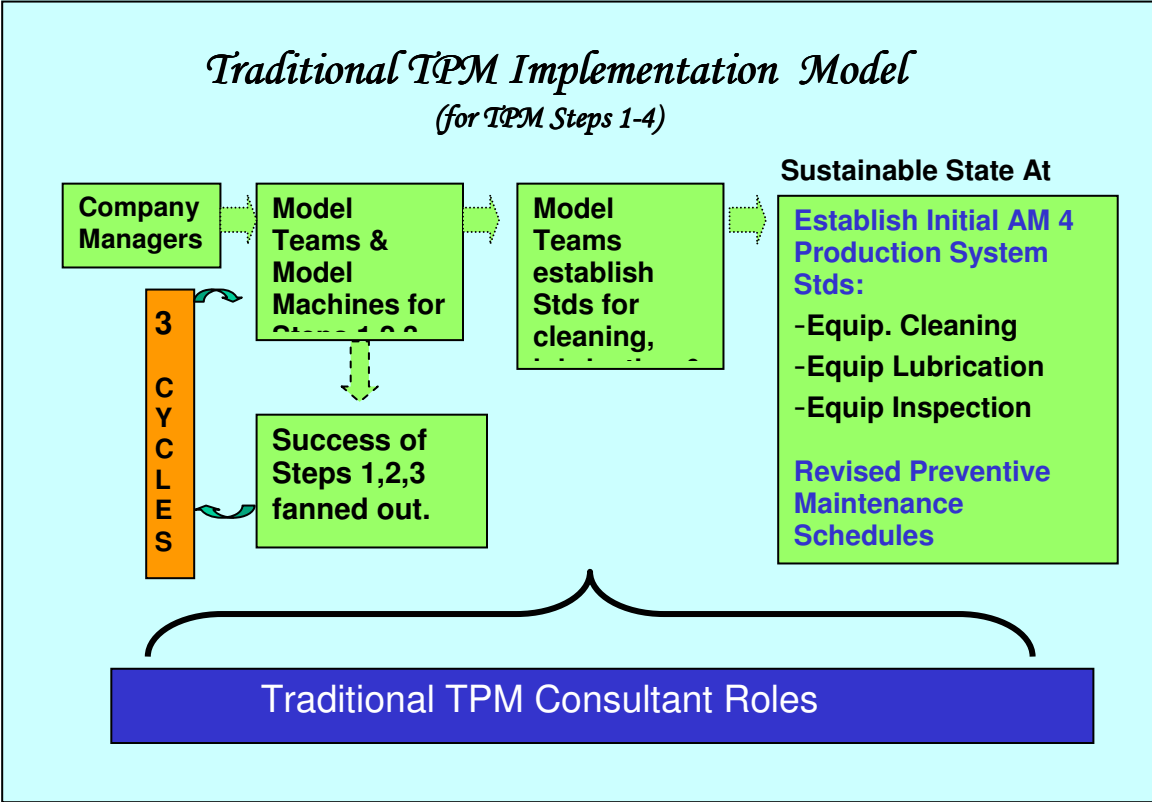 Traditional TPM Implementation Model
(for TPM Steps 1-4)
Sustainable State At
Company
Managers
Model
Teams &
Model
Machines for
Model
Teams
establish
Stds for
cleaning,
Establish Initial AM 4
Production System
Stds:
-Equip. Cleaning
-Equip Lubrication
-Equip Inspection
Revised Preventive
Maintenance
Schedules
3
C
Y
C
L
E
S
Success of
Steps 1,2,3
fanned out.
Traditional TPM Consultant Roles